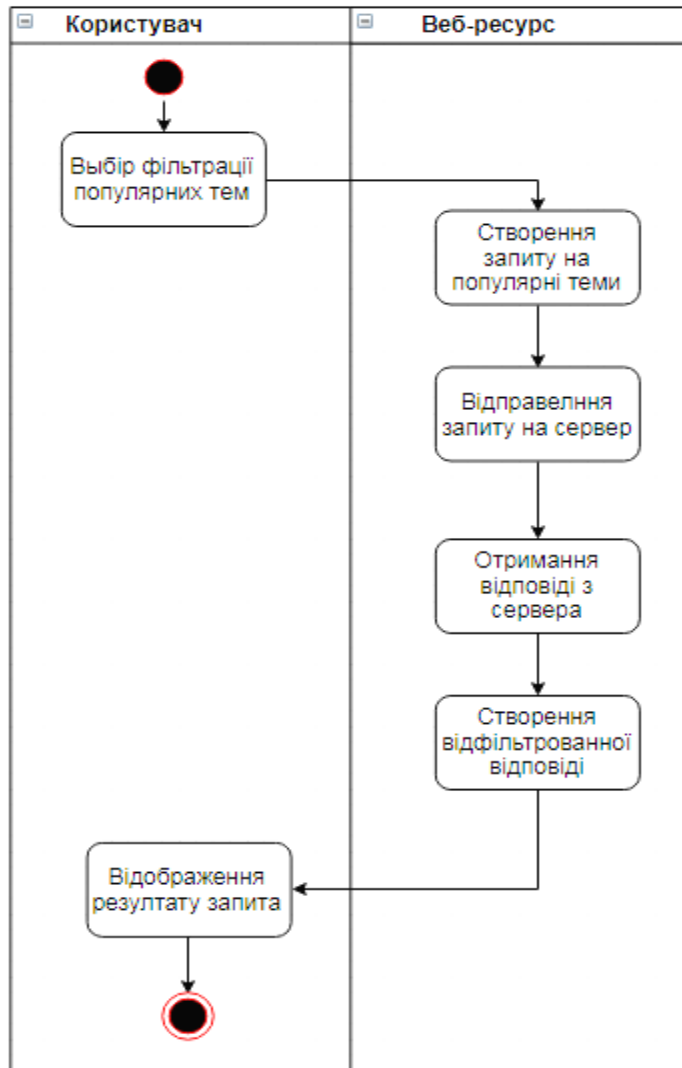 Користувач
Веб-ресурс
Выбір фільтрації
популярних тем
Створення
запиту на
популярні теми
Відправелння
запиту на сервер
Отримання
відповіді з
сервера
Створення
відфільтрованної
відповіді
Відображення
резултату запита